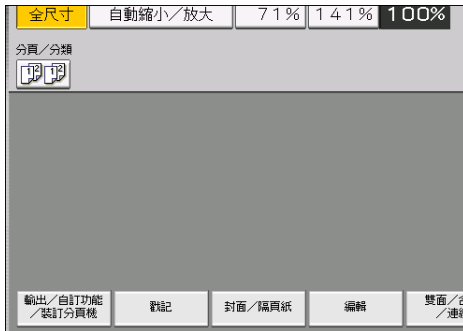 全尺寸 自動縮小／放大 71% 141% 100%
分頁／分類
輸出／自訂功能
／裝訂分頁機
戳記
封面／隔頁紙
編輯
雙面／
／連